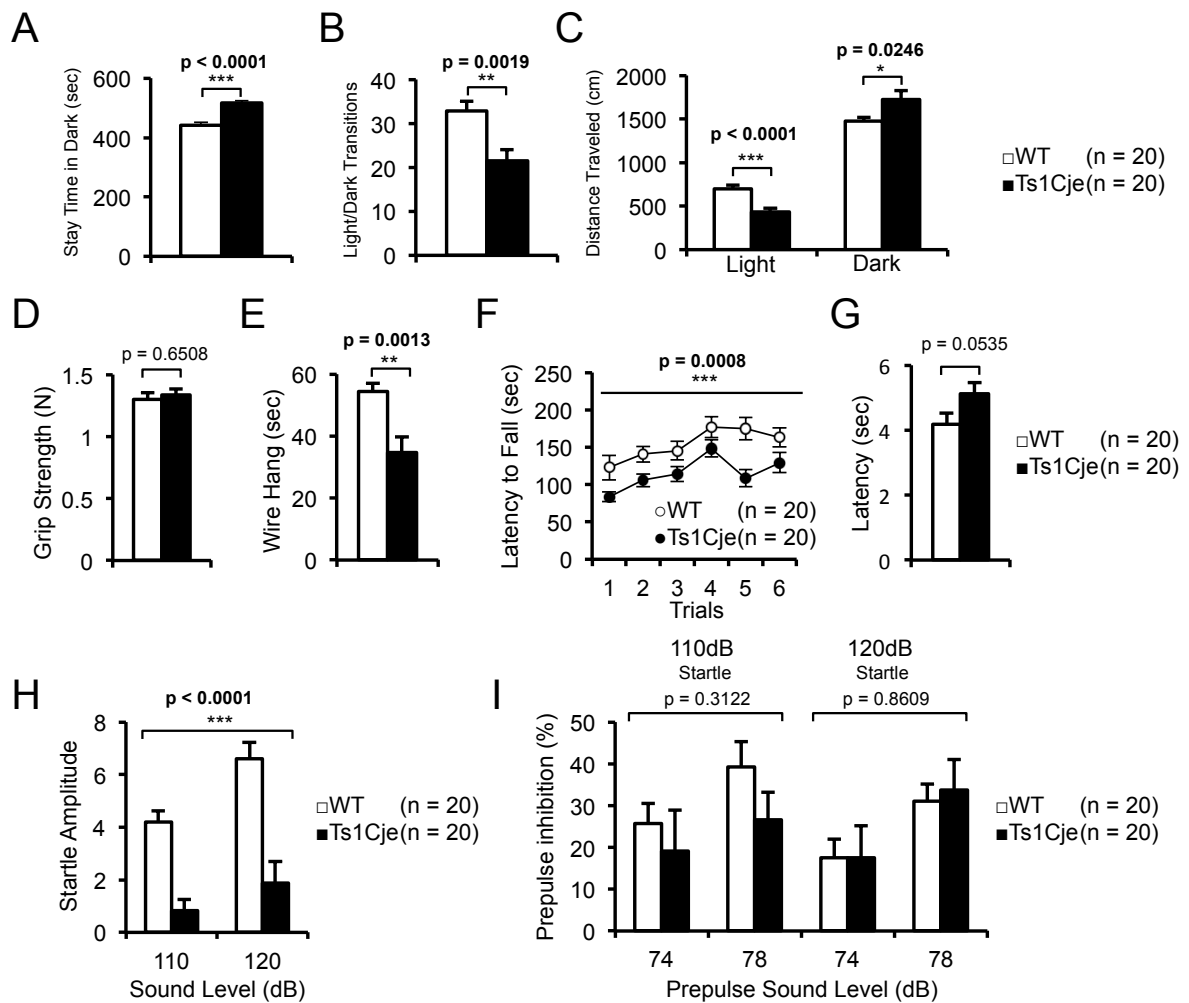 A
p < 0.0001
***
Stay Time in Dark (sec)
600
400
200
0
B
p = 0.0019
**
Light/Dark Transitions
40
30
20
10
0
C
p = 0.0246
*
p < 0.0001
***
Distance Traveled (cm)
2000
1500
1000
500
0
Light Dark
WT (n = 20)
Ts1Cje(n = 20)
D
p = 0.6508
Grip Strength (N)
1.5
1
0.5
0
E
p = 0.0013
**
Wire Hang (sec)
60
40
20
0
F
p = 0.0008
***
Latency to Fall (sec)
250
200
150
100
50
0
WT (n = 20)
Ts1Cje(n = 20)
1 2 3 4 5 6
Trials
G
p = 0.0535
Latency (sec)
6
4
2
0
WT (n = 20)
Ts1Cje(n = 20)
H
p < 0.0001
***
Startle Amplitude
8
6
4
2
0
110 120
Sound Level (dB)
WT (n = 20)
Ts1Cje(n = 20)
I
110dB
Startle
p = 0.3122
120dB
Startle
p = 0.8609
Prepulse inhibition (%)
50
40
30
20
10
0
74 78 74 78
Prepulse Sound Level (dB)
WT (n = 20)
Ts1Cje(n = 20)